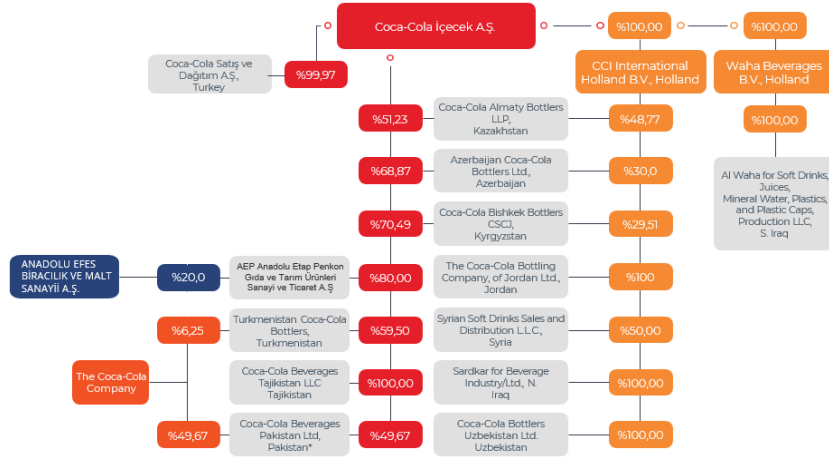 Coca-Cola İçecek A.Ş.
%100,00
%100,00
Coca-Cola Satış ve
Dağıtım A.Ş.,
Turkey
%99,97
CCI International
Holland B.V., Holland
Waha Beverages
B.V., Holland
%51,23
Coca-Cola Almaty Bottlers
LLP,
Kazakhstan
%48,77
%100,00
%68,87
Azerbaijan Coca-Cola
Bottlers Ltd.,
Azerbaijan
%30,0
Al Waha for Soft Drinks,
Juices,
Mineral Water, Plastics,
and Plastic Caps,
Production LLC,
S. Iraq
%70,49
Coca-Cola Bishkek Bottlers
CSCJ,
Kyrgyzstan
%29,51
ANADOLU EFES
BİRACILIK VE MALT
SANAYİİ A.Ş.
%20,0
AEP Anadolu Etap Penkon
Gıda ve Tarım Ürünleri
Sanayi ve Ticaret A.Ş
%80,00
The Coca-Cola Bottling
Company, of Jordan Ltd.,
Jordan
%100
%6,25
Turkmenistan Coca-Cola
Bottlers,
Turkmenistan
%59,50
Syrian Soft Drinks Sales and
Distribution L.L.C.,
Syria
%50,00
The Coca-Cola
Company
Coca-Cola Beverages
Tajikistan LLC
Tajikistan
%100,00
Sardkar for Beverage
Industry/Ltd., N.
Iraq
%100,00
%49,67
Coca-Cola Beverages
Pakistan Ltd,
Pakistan*
%49,67
Coca-Cola Bottlers
Uzbekistan Ltd.
Uzbekistan
%100,00